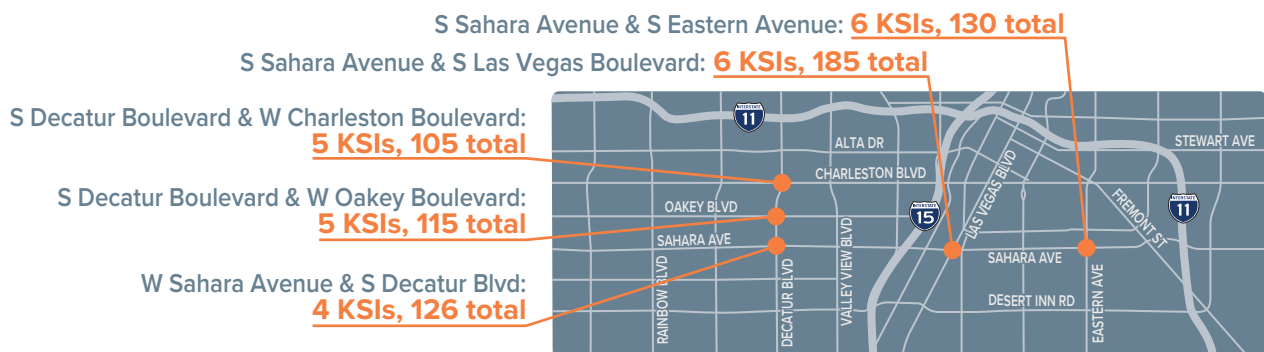 S Sahara Avenue & S Eastern Avenue: 6 KSIs, 130 total
S Sahara Avenue & S Las Vegas Boulevard: 6 KSIs, 185 total
S Decatur Boulevard & W Charleston Boulevard:
5 KSIs, 105 total
S Decatur Boulevard & W Oakey Boulevard:
5 KSIs, 115 total
W Sahara Avenue & S Decatur Blvd:
4 KSIs, 126 total
INTERSTATE
11
ALTA DR
STEWART AVE
CHARLESTON BLVD
OAKEY BLVD
INTERSTATE
15
LAS VEGAS BLVD
FREMONT ST
INTERSTATE
11
SAHARA AVE
SAHARA AVE
RAINBOW BLVD
DECATUR BLVD
VALLEY VIEW BLVD
DESERT INN RD
EASTERN AVE